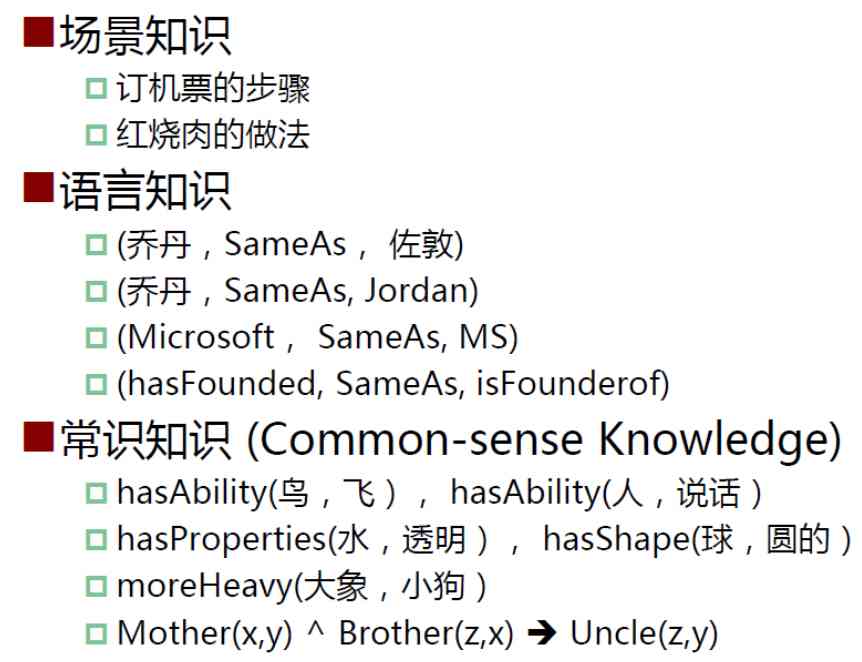 场景知识
订机票的步骤
红烧肉的做法
语言知识
(乔丹，SameAs， 佐敦)
(乔丹，SameAs, Jordan)
(Microsoft， SameAs, MS)
(hasFounded, SameAs, isFounderof)
常识知识 (Common-sense Knowledge)
hasAbility(鸟，飞），hasAbility(人，说话）
hasProperties(水，透明），hasShape(球，圆的）
moreHeavy(大象，小狗）
Mother(x,y) ^ Brother(z,x) ➔ Uncle(z,y)